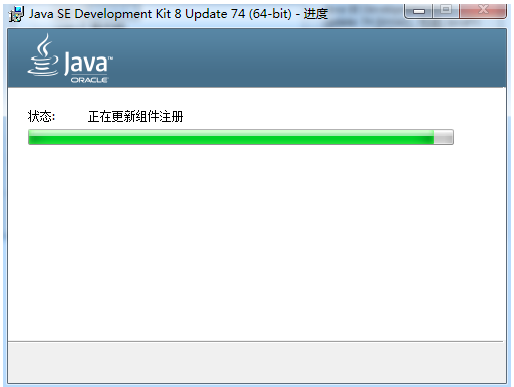 Java SE Development Kit 8 Update 74 (64-bit) - 进度
Java™
ORACLE
状态: 正在更新组件注册